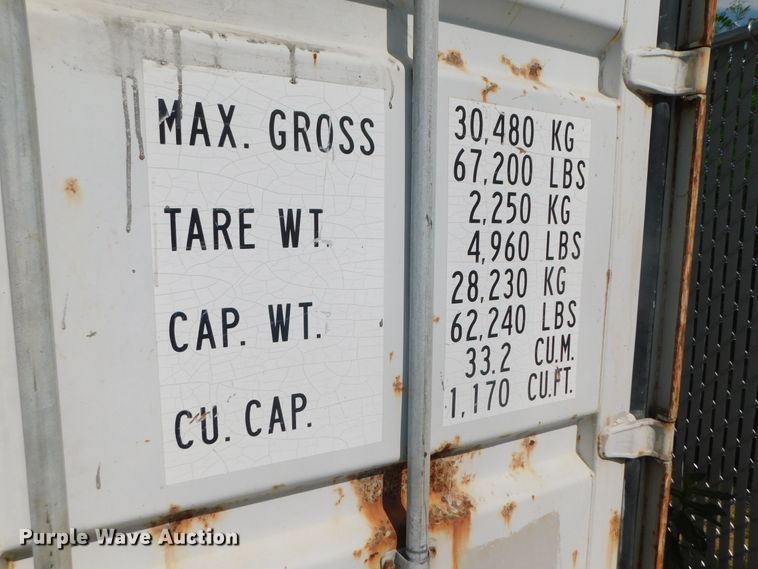 MAX. GROSS 30,480 KG
67,200 LBS
TARE WT. 2,250 KG
4,960 LBS
CAP. WT. 28,230 KG
62,240 LBS
CU. CAP. 33.2 CU.M.
1,170 CU.FT.
Purple Wave Auction